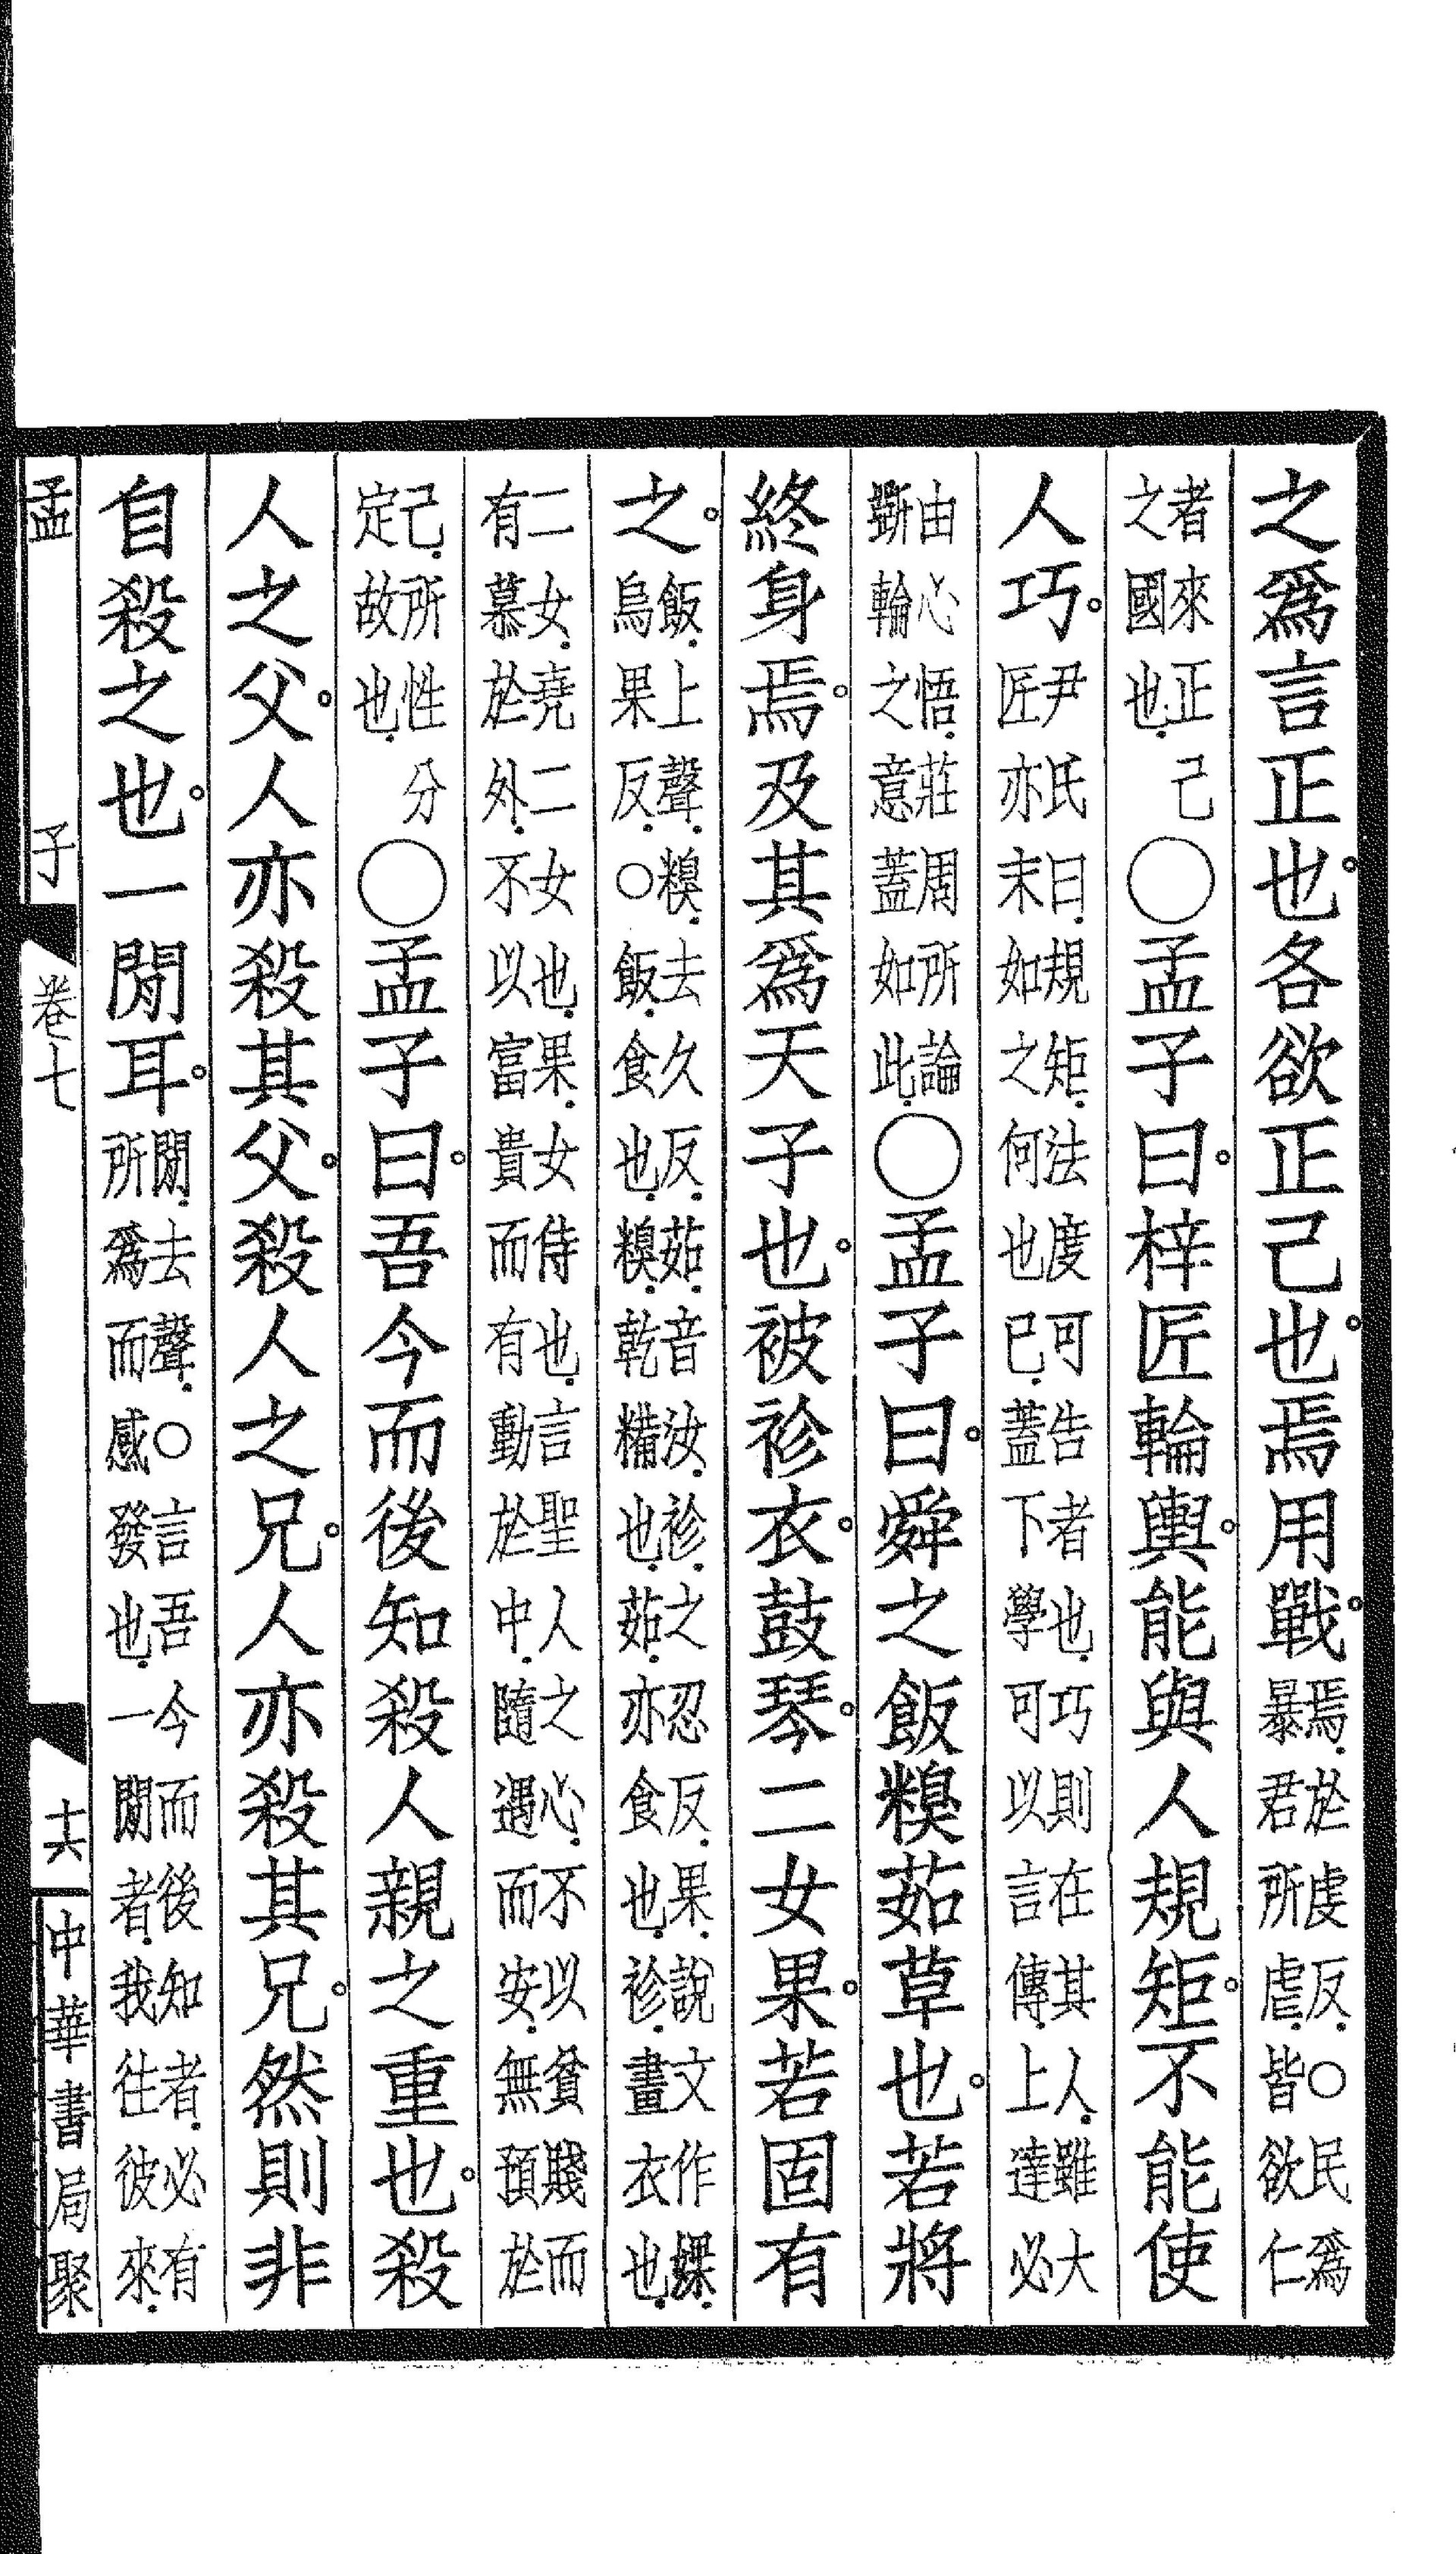 之爲言正也。各欲正己也。焉用戰。焉.於虔反.○民爲暴君所虐.皆欲仁
者來正己之國也.○孟子曰。梓匠輪輿。能與人規矩。不能使
人巧。尹氏曰.規矩.法度可告者也.巧則在其人.雖大匠亦末如之何也已.蓋下學可以言傳.上達必
由心悟.莊周所論斲輪之意蓋如此.○孟子曰。舜之飯糗茹草也。若將
終身焉。及其爲天子也。被袗衣。鼓琴。二女果。若固有
之。飯.上聲.糗.去久反.茹.音汝.袗.之忍反.果.說文作婐.烏果反.○飯.食也.糗.乾糒也.茹.亦食也.袗.畫衣也.
二女.堯二女也.果.女侍也.言聖人之心.不以貧賤而有慕於外.不以富貴而有動於中.隨遇而安.無預於
己.所性分定故也.○孟子曰。吾今而後知殺人親之重也。殺
人之父。人亦殺其父。殺人之兄。人亦殺其兄。然則非
自殺之也。一閒耳。閒.去聲.○言吾今而後知者.必有所爲而感發也.一閒者.我往彼來.
孟子 卷七 十六 中華書局聚